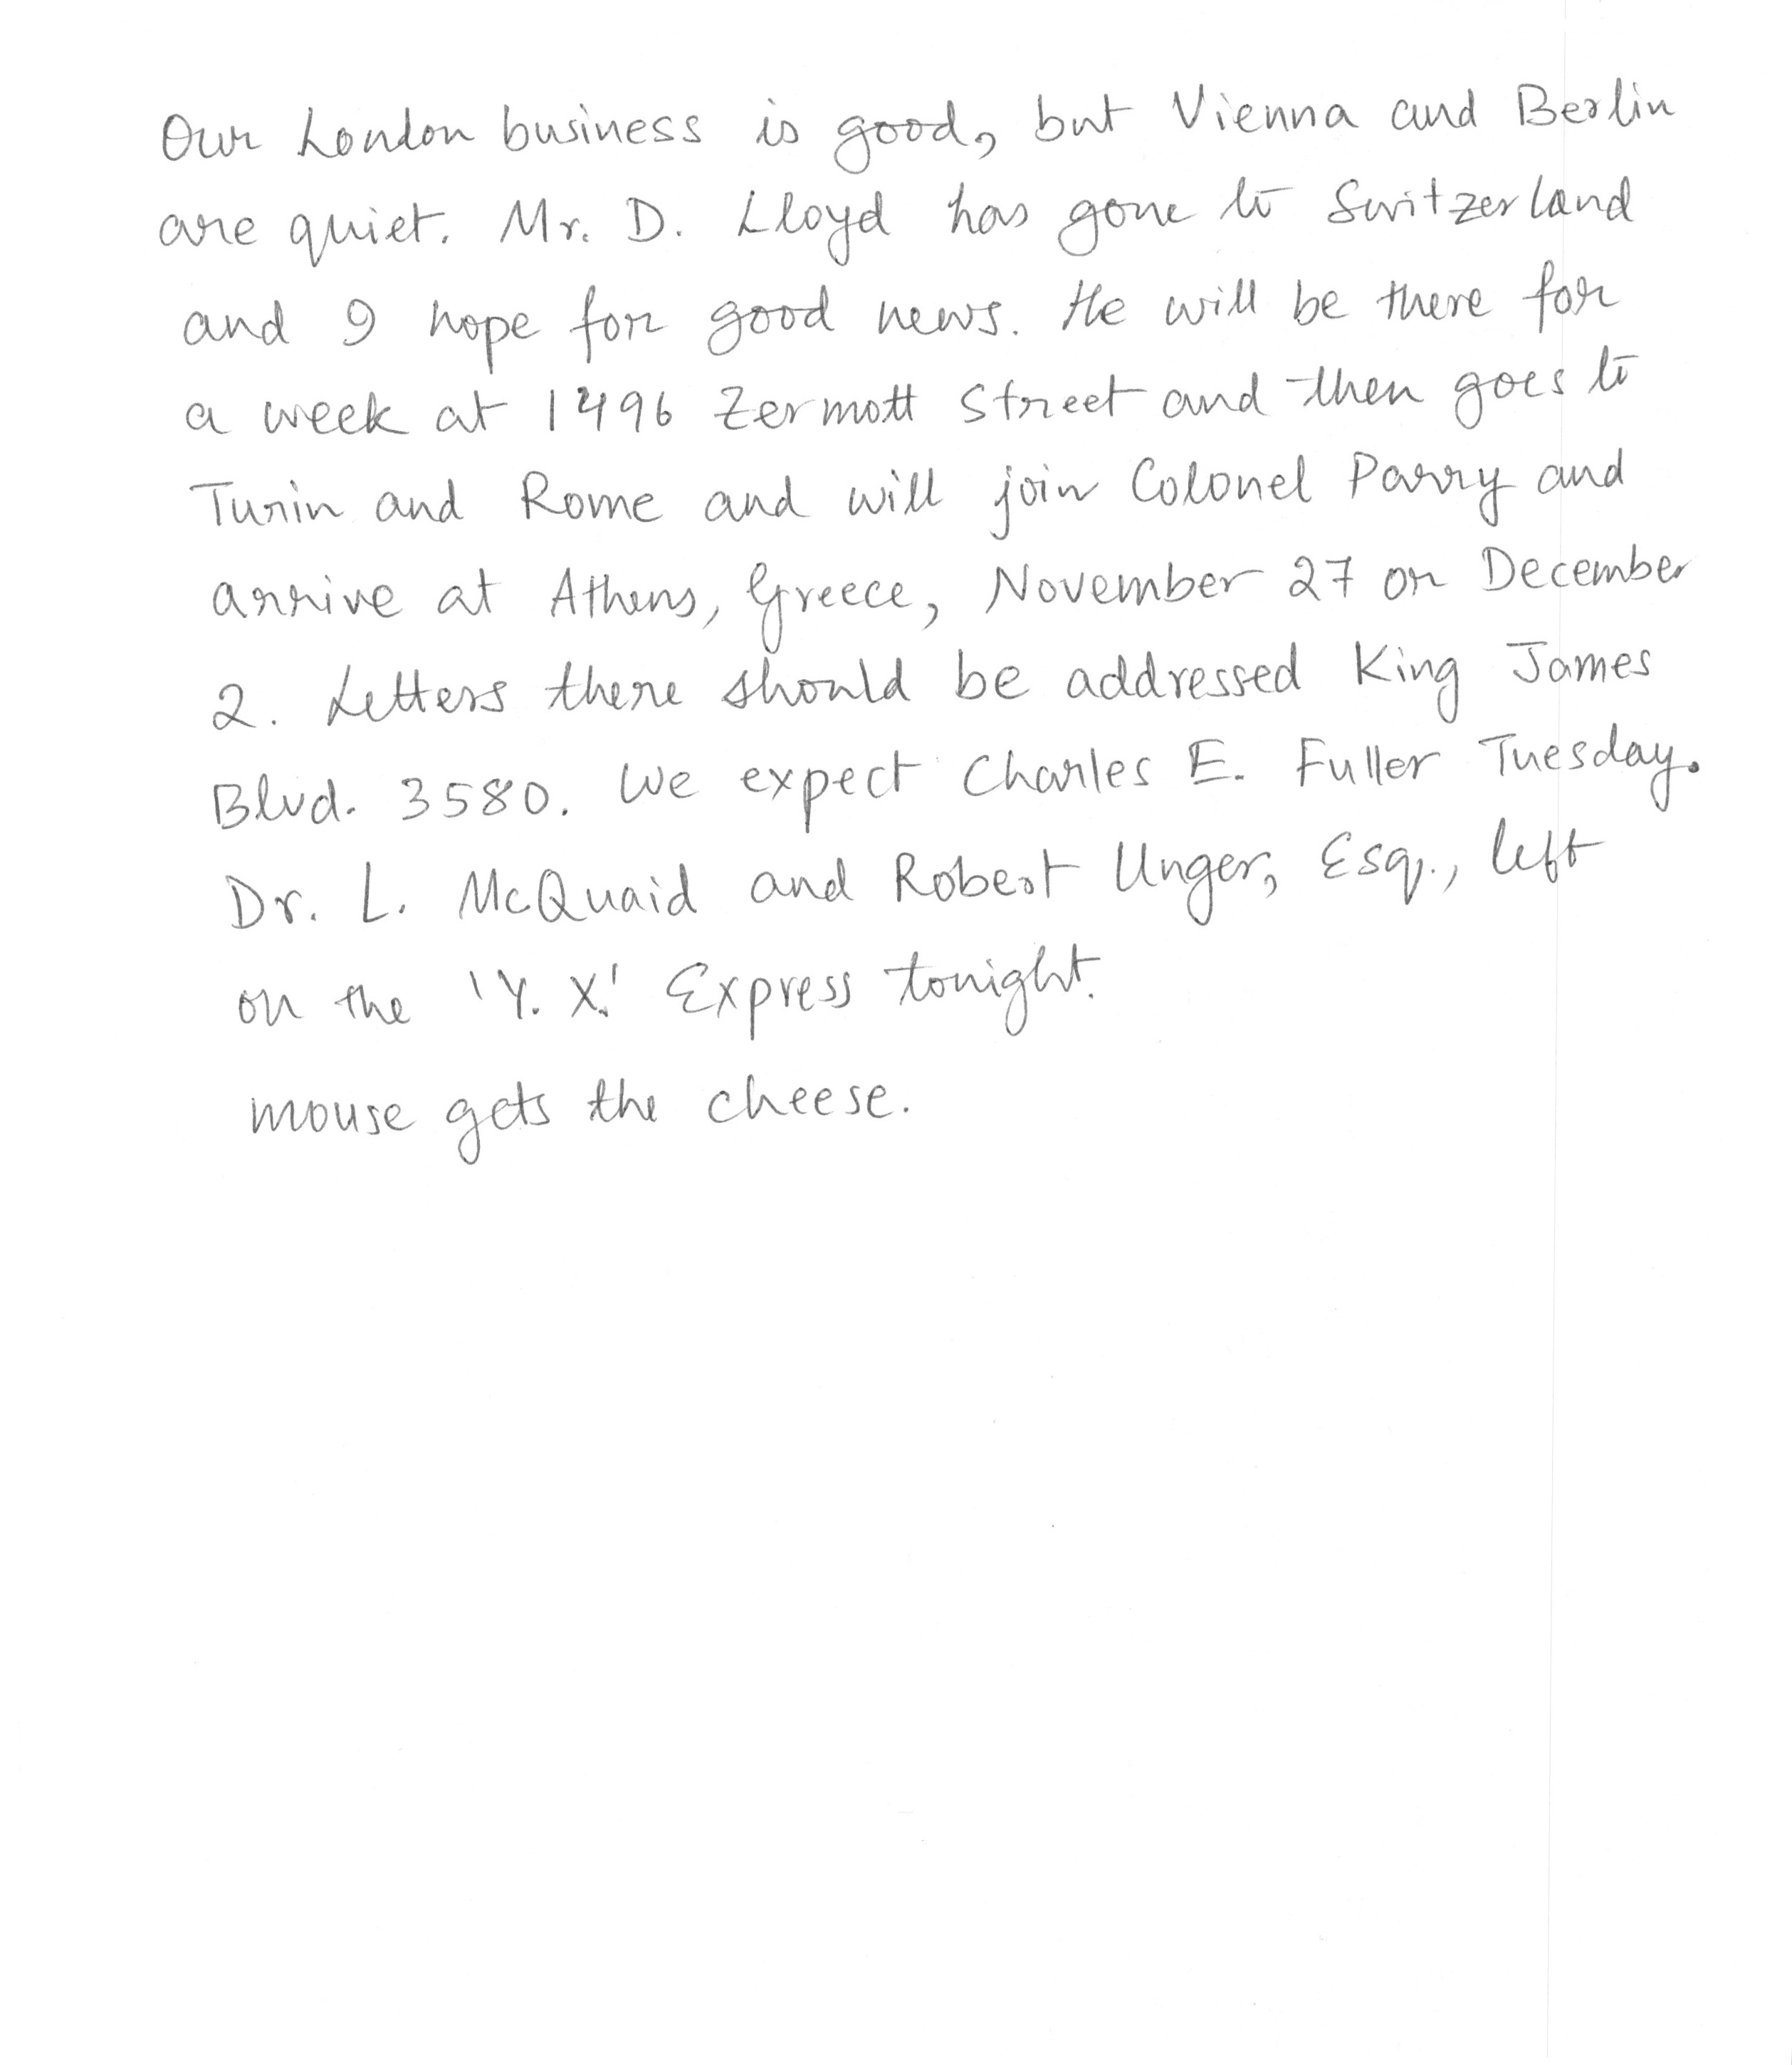 Our London business is good, but Vienna and Berlin
are quiet. Mr. D. Lloyd has gone to Switzerland
and I hope for good news. He will be there for
a week at 1496 Zermott Street and then goes to
Turin and Rome and will join Colonel Parry and
arrive at Athens, Greece, November 27 or December
2. Letters there should be addressed King James
Blvd. 3580. We expect Charles E. Fuller Tuesday.
Dr. L. McQuaid and Robert Unger, Esq., left
on the 'Y. X.' Express tonight.
mouse gets the cheese.